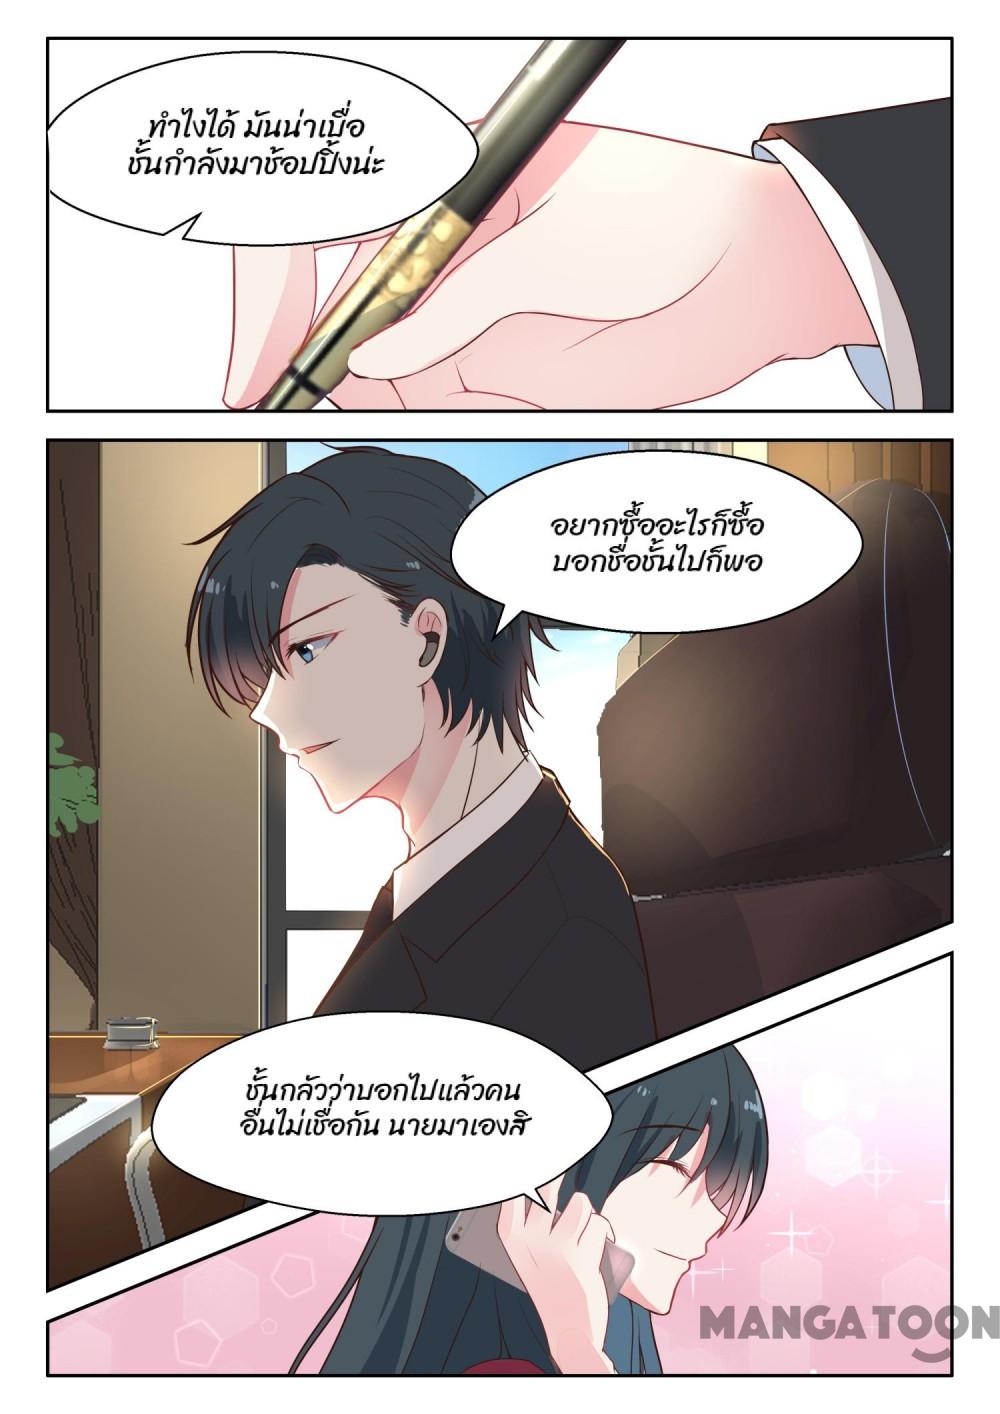 ทำไงได้ มันน่าเบื่อ
ชั้นกำลังมาช้อปปิ้งน่ะ
อยากซื้ออะไรก็ซื้อ
บอกชื่อชั้นไปก็พอ
ชั้นกลัวว่าบอกไปแล้วคน
อื่นไม่เชื่อกัน นายมาเองสิ
MANGATOON